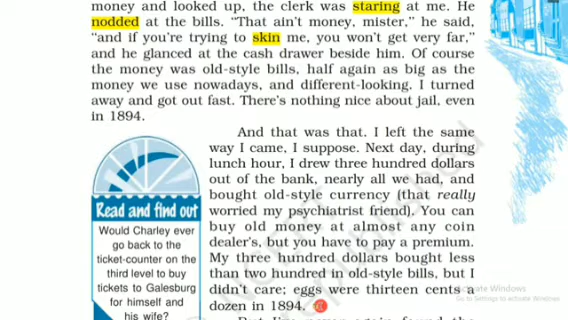 money and looked up, the clerk was staring at me. He
nodded at the bills. “That ain’t money, mister,” he said,
“and if you’re trying to skin me, you won’t get very far,”
and he glanced at the cash drawer beside him. Of course
the money was old-style bills, half again as big as the
money we use nowadays, and different-looking. I turned
away and got out fast. There’s nothing nice about jail, even
in 1894.
And that was that. I left the same
way I came, I suppose. Next day, during
lunch hour, I drew three hundred dollars
out of the bank, nearly all we had, and
bought old-style currency (that really
worried my psychiatrist friend). You can
buy old money at almost any coin
dealer’s, but you have to pay a premium.
My three hundred dollars bought less
than two hundred in old-style bills, but I
didn’t care; eggs were thirteen cents a
dozen in 1894.
Read and find out
Would Charley ever
go back to the
ticket-counter on the
third level to buy
tickets to Galesburg
for himself and
his wife?
Activate Windows
Go to Settings to activate Windows